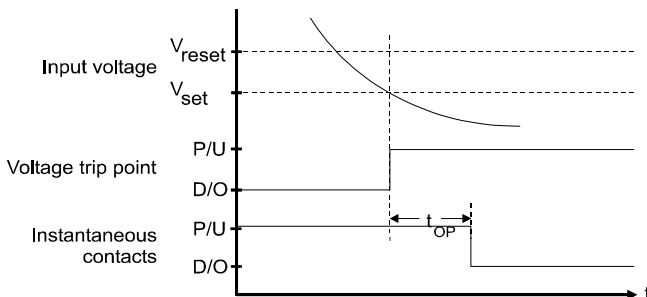 V_reset
Input voltage
V_set
P/U
Voltage trip point
D/O
P/U
t_OP
Instantaneous
contacts
D/O
t